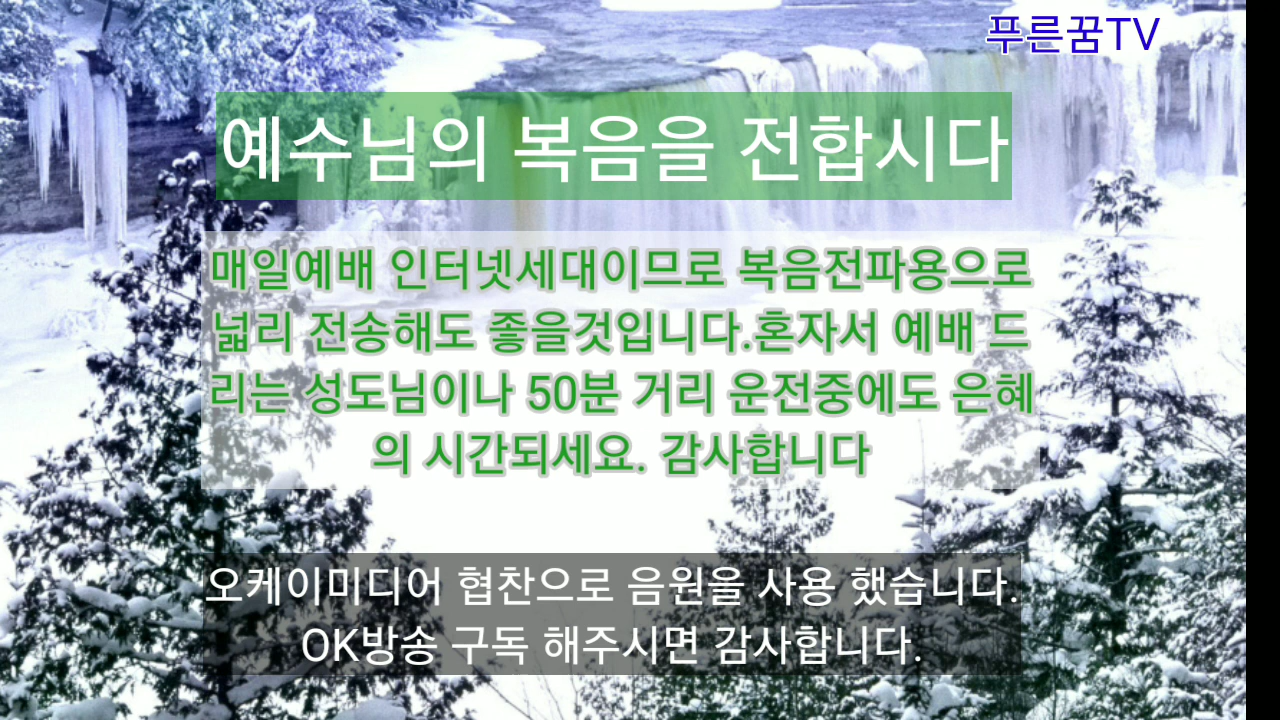 푸른꿈TV
예수님의 복음을 전합시다
매일예배 인터넷세대이므로 복음전파용으로
넓리 전송해도 좋을것입니다.혼자서 예배 드
리는 성도님이나 50분 거리 운전중에도 은혜
의 시간되세요. 감사합니다
오케이미디어 협찬으로 음원을 사용 했습니다.
OK방송 구독 해주시면 감사합니다.